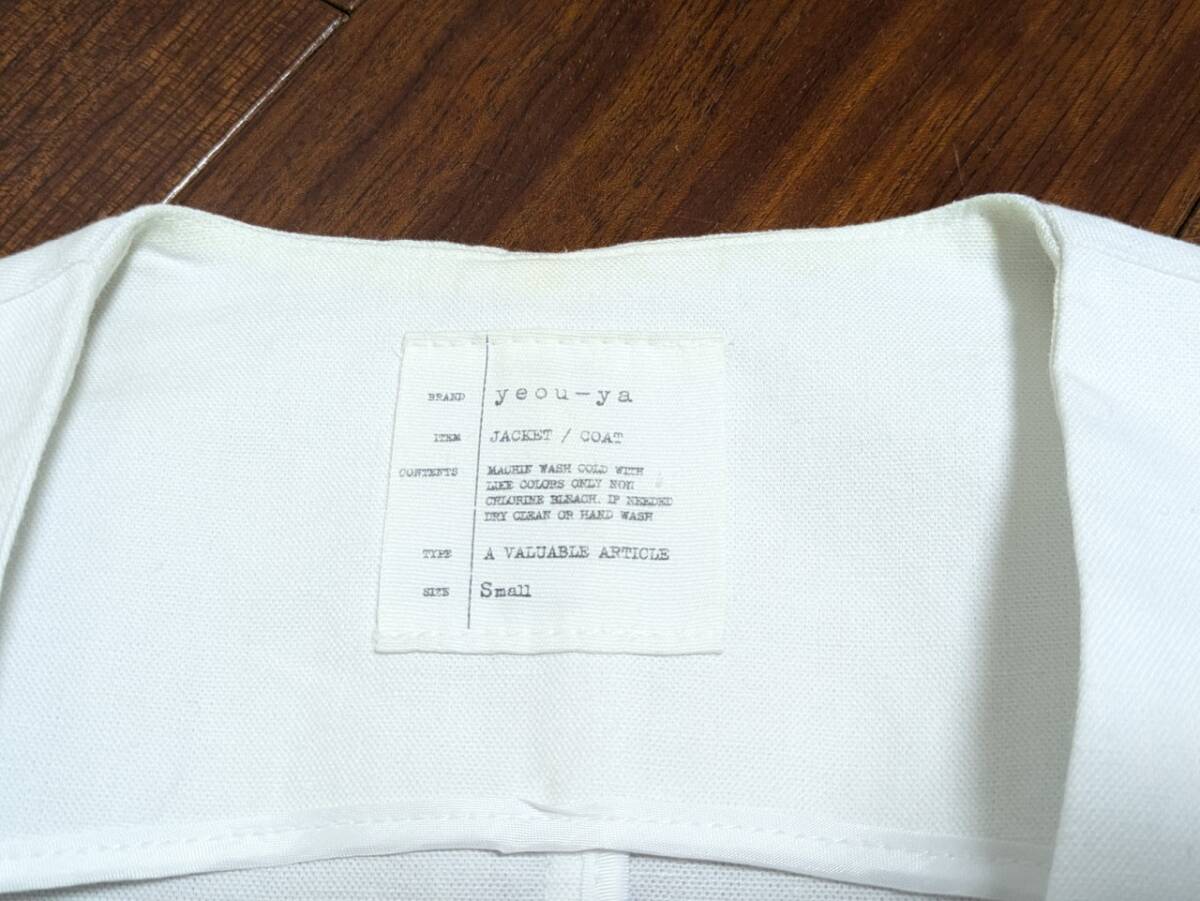 BRAND yeou-ya
ITEM JACKET / COAT
CONTENTS MACHIN WASH COLD WITH
LIKE COLORS ONLY NON
CHLORINE BLEACH. IF NEEDED
DRY CLEAN OR HAND WASH
TYPE A VALUABLE ARTICLE
SIZE Small